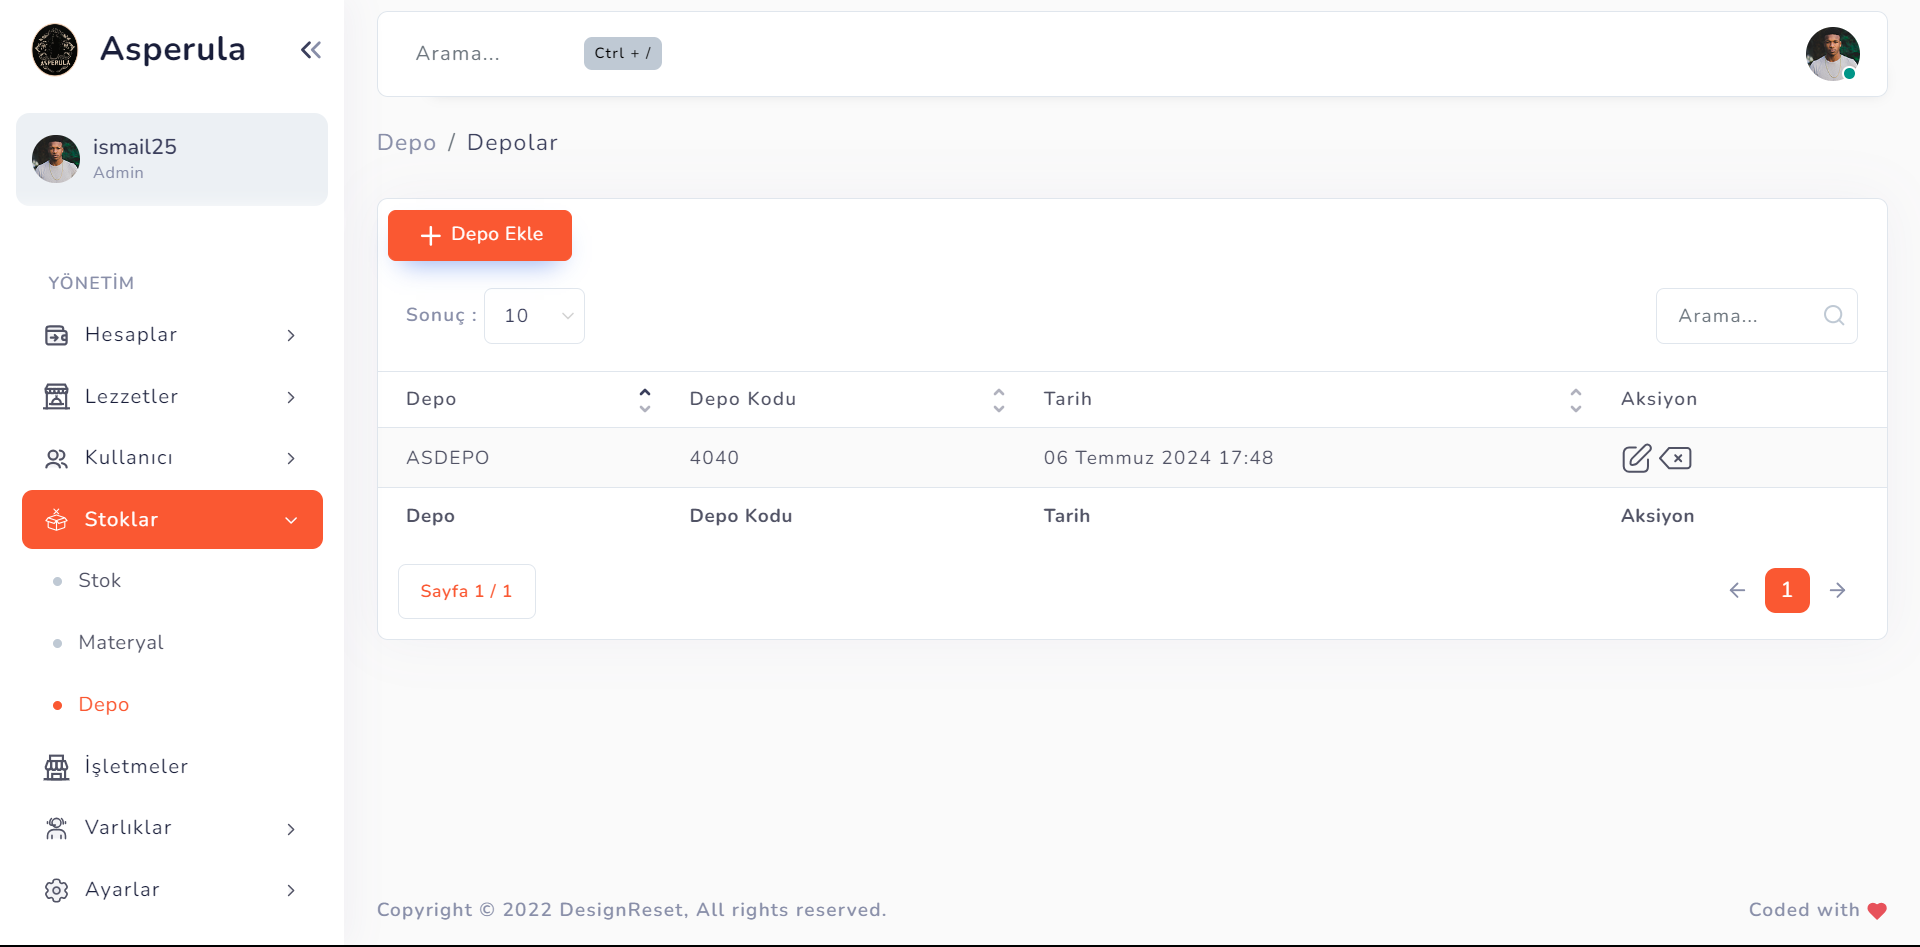 Asperula
ismail25
Admin
YÖNETİM
Hesaplar
Lezzetler
Kullanıcı
Stoklar
Stok
Materyal
Depo
İşletmeler
Varlıklar
Ayarlar
Arama... Ctrl + /
Depo / Depolar
Depo Ekle
Sonuç : 10 Arama...
Depo Depo Kodu Tarih Aksiyon
ASDEPO 4040 06 Temmuz 2024 17:48
Depo Depo Kodu Tarih Aksiyon
Sayfa 1 / 1 1
Copyright © 2022 DesignReset, All rights reserved. Coded with
ASPERULA